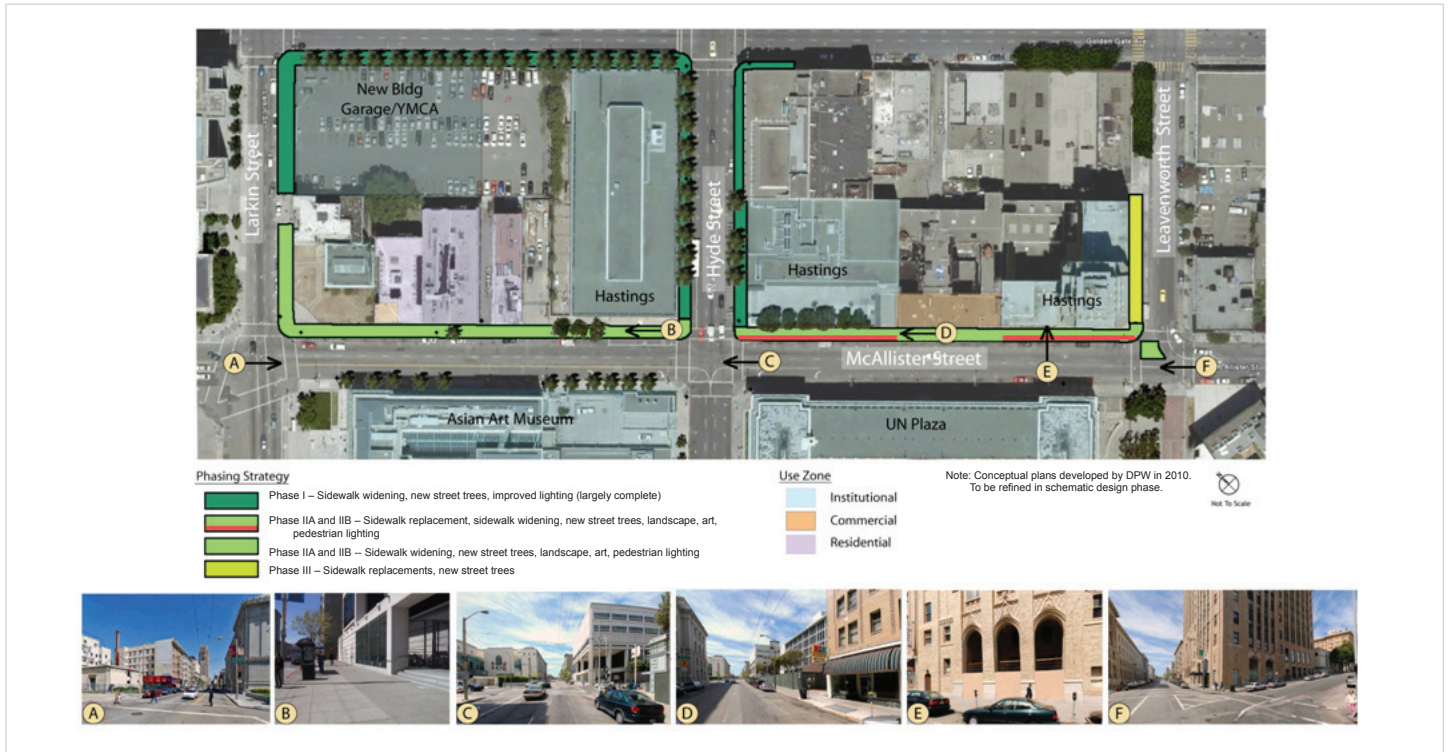 Golden Gate Ave
New Bldg
Garage/YMCA
Larkin Street
Hyde Street
Leavenworth Street
Hastings
Hastings
Hastings
B
D
A
C
E
F
McAllister Street
Asian Art Museum
UN Plaza
Phasing Strategy
Phase I – Sidewalk widening, new street trees, improved lighting (largely complete)
Phase IIA and IIB – Sidewalk replacement, sidewalk widening, new street trees, landscape, art,
pedestrian lighting
Phase IIA and IIB -- Sidewalk widening, new street trees, landscape, art, pedestrian lighting
Phase III – Sidewalk replacements, new street trees
Use Zone
Institutional
Commercial
Residential
Note: Conceptual plans developed by DPW in 2010.
To be refined in schematic design phase.
Not To Scale
A
B
C
D
E
F